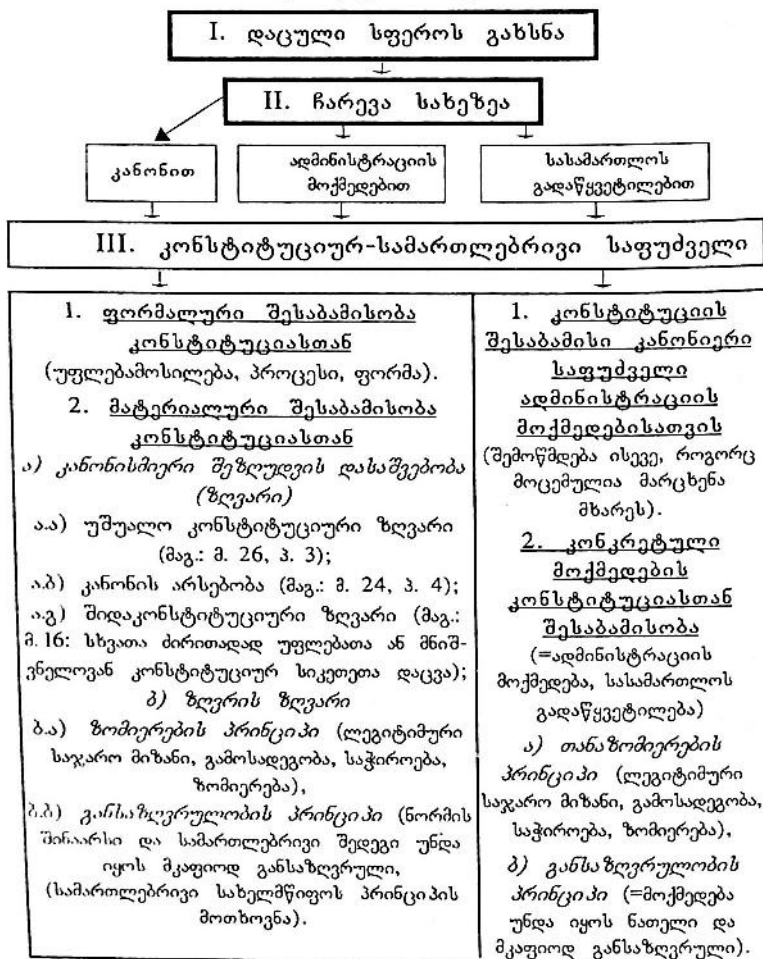 I. დაცული სფეროს გახსნა
II. ჩარევა სახეზეა
კანონით
ადმინისტრაციის
მოქმედებით
სასამართლოს
გადაწყვეტილებით
III. კონსტიტუციურ-სამართლებრივი საფუძველი
1. ფორმალური შესაბამისობა
კონსტიტუციასთან
(უფლებამოსილება, პროცესი, ფორმა).
2. მატერიალური შესაბამისობა
კონსტიტუციასთან
ა) კანონისმიერი შეზღუდვის დასაშვებობა
(ზღვარი)
ა.ა) უშუალო კონსტიტუციური ზღვარი
(მაგ.: მ. 26, პ. 3);
ა.ბ) კანონის არსებობა (მაგ.: მ. 24, პ. 4);
ა.გ) შიდაკონსტიტუციური ზღვარი (მაგ.:
მ. 16: სხვათა ძირითადად უფლებათა ან მნიშ-
ვნელოვან კონსტიტუციურ სიკეთეთა დაცვა);
ბ) ზღვრის ზღვარი
ბ.ა) ზომიერების პრინციპი (ლეგიტიმური
საჯარო მიზანი, გამოსადეგობა, საჭიროება,
ზომიერება),
ბ.ბ) განსაზღვრულობის პრინციპი (ნორმის
შინაარსი და სამართლებრივი შედეგი უნდა
იყოს მკაფიოდ განსაზღვრული,
(სამართლებრივი სახელმწიფოს პრინციპის
მოთხოვნა).
1. კონსტიტუციის
შესაბამისი კანონიერი
საფუძველი
ადმინისტრაციის
მოქმედებისათვის
(შემოწმდება ისევე, როგორც
მოცემულია მარცხენა
მხარეს).
2. კონკრეტული
მოქმედების
კონსტიტუციასთან
შესაბამისობა
(=ადმინისტრაციის
მოქმედება, სასამართლოს
გადაწყვეტილება)
ა) თანაზომიერების
პრინციპი (ლეგიტიმური
საჯარო მიზანი, გამოსადეგობა,
საჭიროება, ზომიერება),
ბ) განსაზღვრულობის
პრინციპი (=მოქმედება
უნდა იყოს ნათელი და
მკაფიოდ განსაზღვრული).